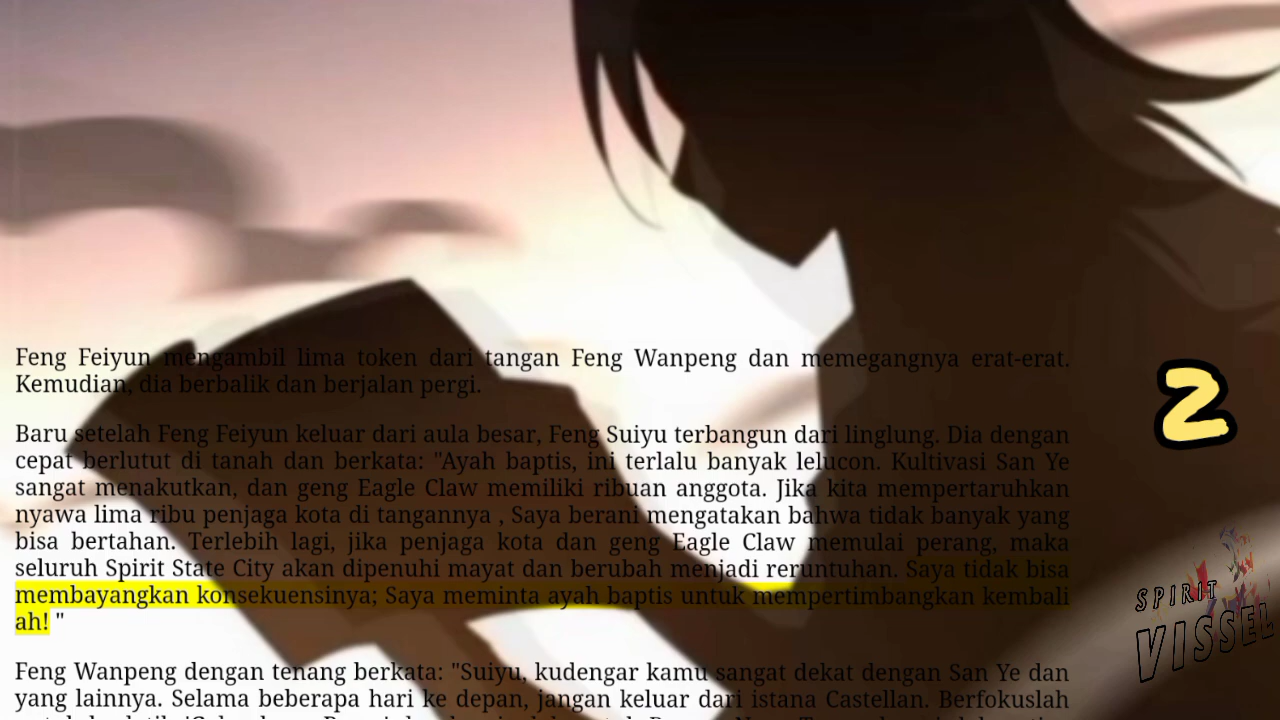 Feng Feiyun mengambil lima token dari tangan Feng Wanpeng dan memegangnya erat-erat.
Kemudian, dia berbalik dan berjalan pergi.
Baru setelah Feng Feiyun keluar dari aula besar, Feng Suiyu terbangun dari linglung. Dia dengan
cepat berlutut di tanah dan berkata: "Ayah baptis, ini terlalu banyak lelucon. Kultivasi San Ye
sangat menakutkan, dan geng Eagle Claw memiliki ribuan anggota. Jika kita mempertaruhkan
nyawa lima ribu penjaga kota di tangannya , Saya berani mengatakan bahwa tidak banyak yang
bisa bertahan. Terlebih lagi, jika penjaga kota dan geng Eagle Claw memulai perang, maka
seluruh Spirit State City akan dipenuhi mayat dan berubah menjadi reruntuhan. Saya tidak bisa
membayangkan konsekuensinya; Saya meminta ayah baptis untuk mempertimbangkan kembali
ah! "
Feng Wanpeng dengan tenang berkata: "Suiyu, kudengar kamu sangat dekat dengan San Ye dan
yang lainnya. Selama beberapa hari ke depan, jangan keluar dari istana Castellan. Berfokuslah
2
SPIRIT
VISSEL